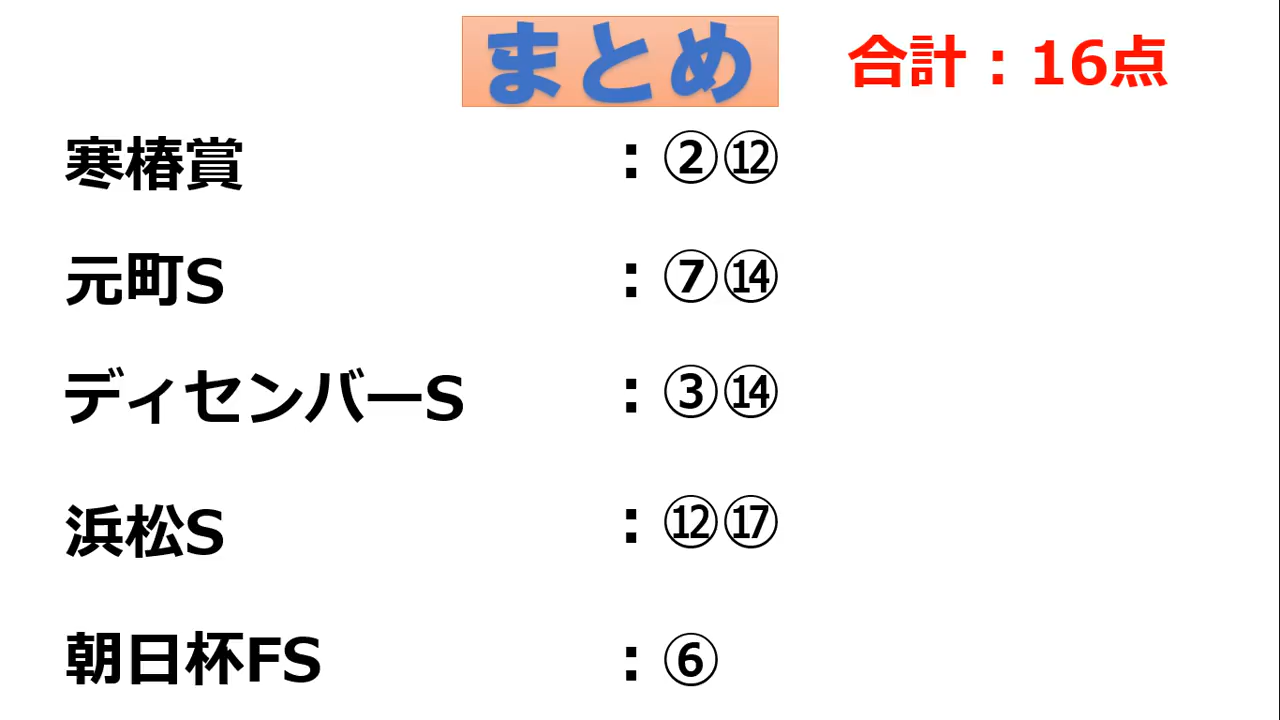 まとめ 合計：16点
寒椿賞 ：②⑫
元町S ：⑦⑭
ディセンバーS ：③⑭
浜松S ：⑫⑰
朝日杯FS ：⑥